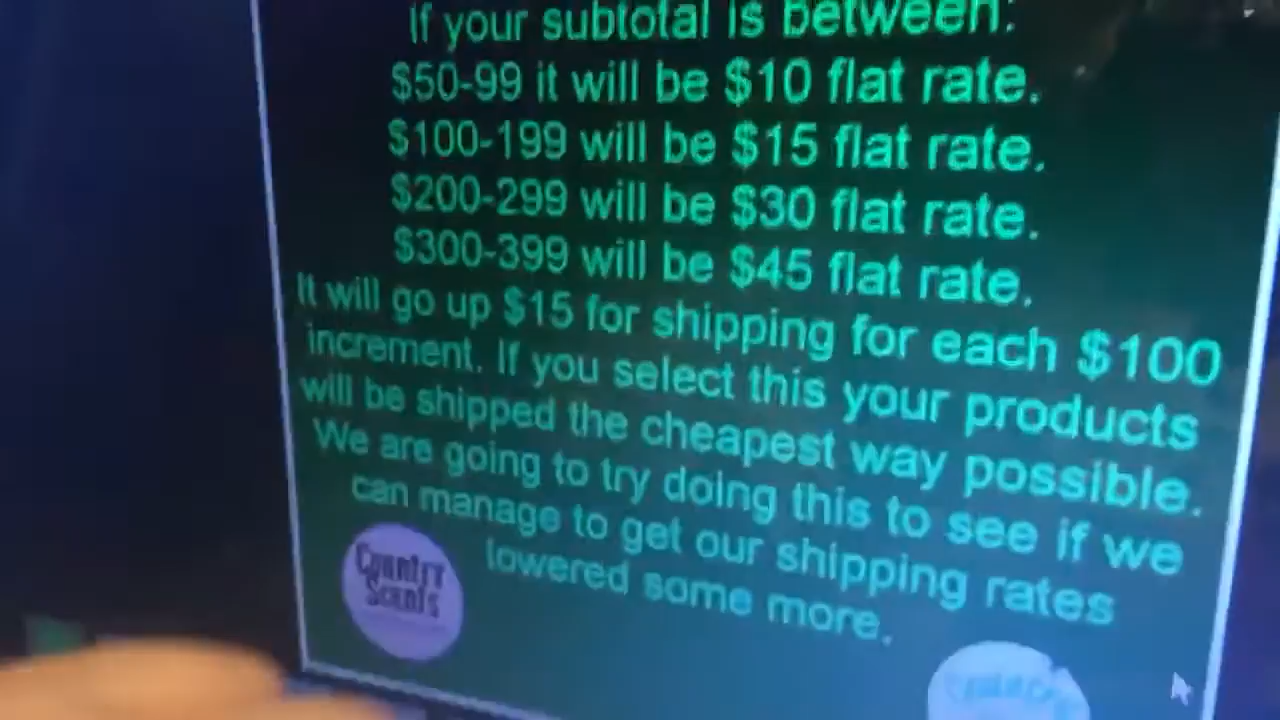 If your subtotal is between:
$50-99 it will be $10 flat rate.
$100-199 will be $15 flat rate.
$200-299 will be $30 flat rate.
$300-399 will be $45 flat rate.
It will go up $15 for shipping for each $100
increment. If you select this your products
will be shipped the cheapest way possible.
We are going to try doing this to see if we
can manage to get our shipping rates
lowered some more.
Country
Scents